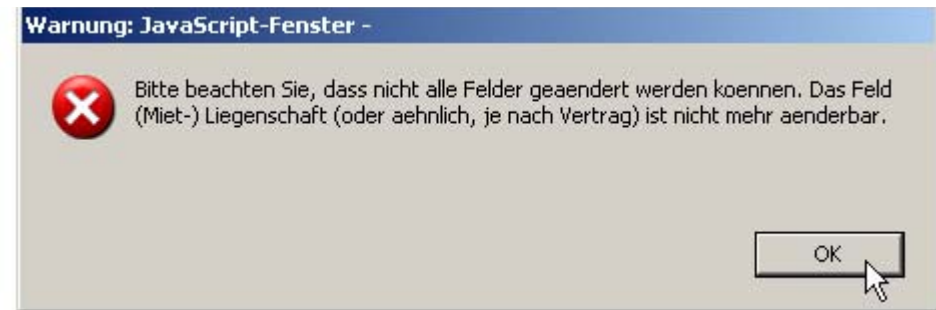 Warnung: JavaScript-Fenster -
Bitte beachten Sie, dass nicht alle Felder geaendert werden koennen. Das Feld
(Miet-) Liegenschaft (oder aehnlich, je nach Vertrag) ist nicht mehr aenderbar.
OK